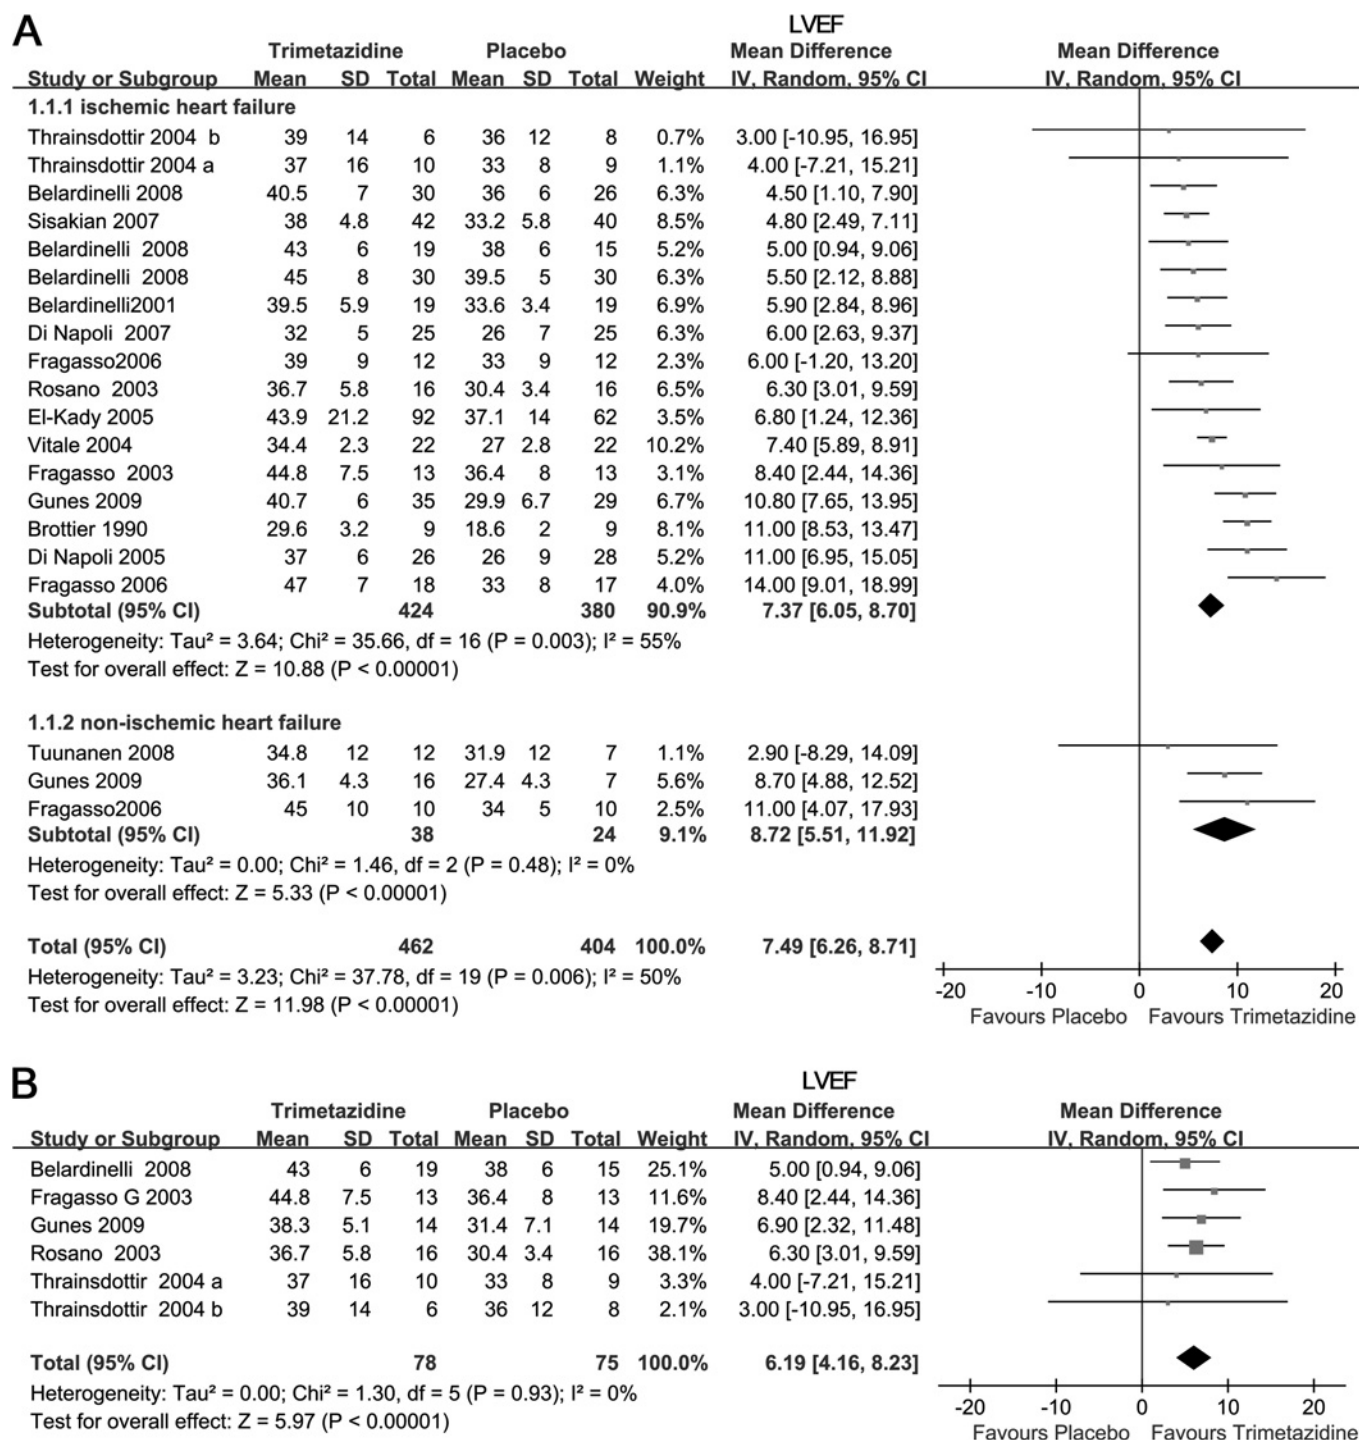 A
LVEF
Trimetazidine Placebo Mean Difference Mean Difference
Study or Subgroup Mean SD Total Mean SD Total Weight IV, Random, 95% CI IV, Random, 95% CI
1.1.1 ischemic heart failure
Thrainsdottir 2004 b 39 14 6 36 12 8 0.7% 3.00 [-10.95, 16.95]
Thrainsdottir 2004 a 37 16 10 33 8 9 1.1% 4.00 [-7.21, 15.21]
Belardinelli 2008 40.5 7 30 36 6 26 6.3% 4.50 [1.10, 7.90]
Sisakian 2007 38 4.8 42 33.2 5.8 40 8.5% 4.80 [2.49, 7.11]
Belardinelli 2008 43 6 19 38 6 15 5.2% 5.00 [0.94, 9.06]
Belardinelli 2008 45 8 30 39.5 5 30 6.3% 5.50 [2.12, 8.88]
Belardinelli2001 39.5 5.9 19 33.6 3.4 19 6.9% 5.90 [2.84, 8.96]
Di Napoli 2007 32 5 25 26 7 25 6.3% 6.00 [2.63, 9.37]
Fragasso2006 39 9 12 33 9 12 2.3% 6.00 [-1.20, 13.20]
Rosano 2003 36.7 5.8 16 30.4 3.4 16 6.5% 6.30 [3.01, 9.59]
El-Kady 2005 43.9 21.2 92 37.1 14 62 3.5% 6.80 [1.24, 12.36]
Vitale 2004 34.4 2.3 22 27 2.8 22 10.2% 7.40 [5.89, 8.91]
Fragasso 2003 44.8 7.5 13 36.4 8 13 3.1% 8.40 [2.44, 14.36]
Gunes 2009 40.7 6 35 29.9 6.7 29 6.7% 10.80 [7.65, 13.95]
Brottier 1990 29.6 3.2 9 18.6 2 9 8.1% 11.00 [8.53, 13.47]
Di Napoli 2005 37 6 26 26 9 28 5.2% 11.00 [6.95, 15.05]
Fragasso 2006 47 7 18 33 8 17 4.0% 14.00 [9.01, 18.99]
Subtotal (95% CI) 424 380 90.9% 7.37 [6.05, 8.70]
Heterogeneity: Tau² = 3.64; Chi² = 35.66, df = 16 (P = 0.003); I² = 55%
Test for overall effect: Z = 10.88 (P < 0.00001)
1.1.2 non-ischemic heart failure
Tuunanen 2008 34.8 12 12 31.9 12 7 1.1% 2.90 [-8.29, 14.09]
Gunes 2009 36.1 4.3 16 27.4 4.3 7 5.6% 8.70 [4.88, 12.52]
Fragasso2006 45 10 10 34 5 10 2.5% 11.00 [4.07, 17.93]
Subtotal (95% CI) 38 24 9.1% 8.72 [5.51, 11.92]
Heterogeneity: Tau² = 0.00; Chi² = 1.46, df = 2 (P = 0.48); I² = 0%
Test for overall effect: Z = 5.33 (P < 0.00001)
Total (95% CI) 462 404 100.0% 7.49 [6.26, 8.71]
Heterogeneity: Tau² = 3.23; Chi² = 37.78, df = 19 (P = 0.006); I² = 50%
Test for overall effect: Z = 11.98 (P < 0.00001)
-20 -10 0 10 20
Favours Placebo Favours Trimetazidine
B
LVEF
Trimetazidine Placebo Mean Difference Mean Difference
Study or Subgroup Mean SD Total Mean SD Total Weight IV, Random, 95% CI IV, Random, 95% CI
Belardinelli 2008 43 6 19 38 6 15 25.1% 5.00 [0.94, 9.06]
Fragasso G 2003 44.8 7.5 13 36.4 8 13 11.6% 8.40 [2.44, 14.36]
Gunes 2009 38.3 5.1 14 31.4 7.1 14 19.7% 6.90 [2.32, 11.48]
Rosano 2003 36.7 5.8 16 30.4 3.4 16 38.1% 6.30 [3.01, 9.59]
Thrainsdottir 2004 a 37 16 10 33 8 9 3.3% 4.00 [-7.21, 15.21]
Thrainsdottir 2004 b 39 14 6 36 12 8 2.1% 3.00 [-10.95, 16.95]
Total (95% CI) 78 75 100.0% 6.19 [4.16, 8.23]
Heterogeneity: Tau² = 0.00; Chi² = 1.30, df = 5 (P = 0.93); I² = 0%
Test for overall effect: Z = 5.97 (P < 0.00001)
-20 -10 0 10 20
Favours Placebo Favours Trimetazidine